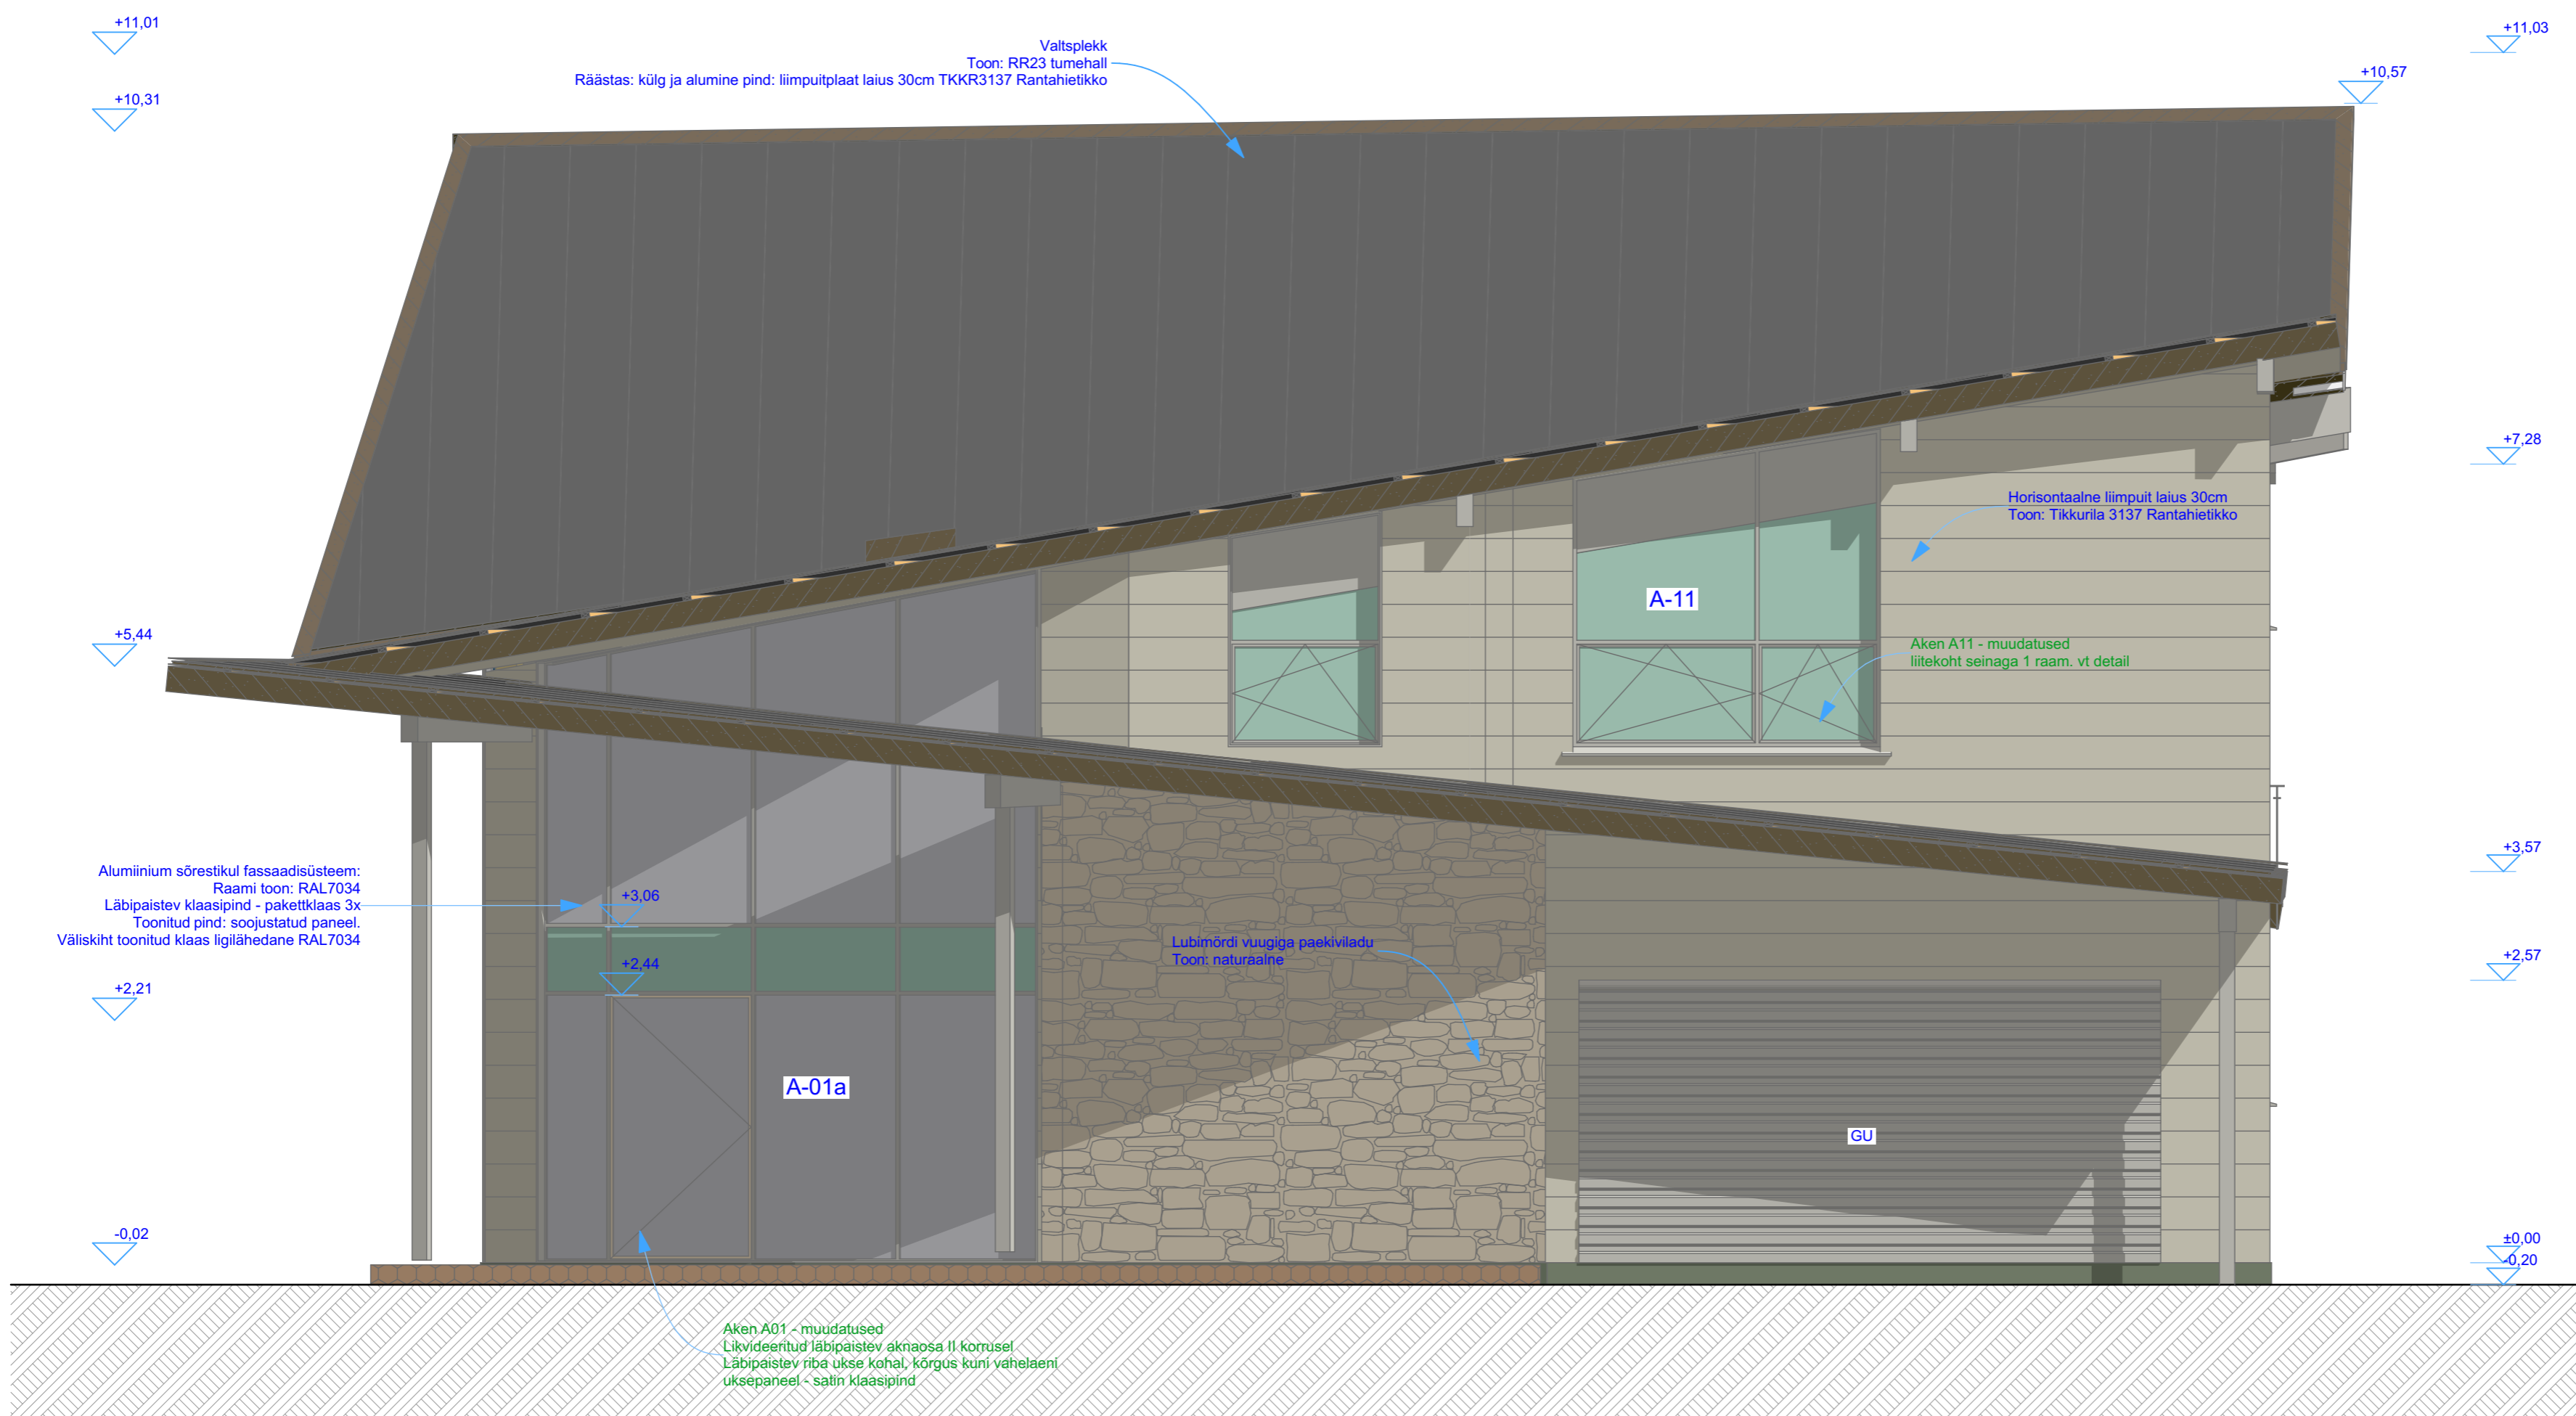 +11,01
+11,03
Valtsplekk
Toon: RR23 tumehall
Räästas: külg ja alumine pind: liimpuitplaat laius 30cm TKKR3137 Rantahietikko
+10,57
+10,31
+7,28
Horisontaalne liimpuit laius 30cm
Toon: Tikkurila 3137 Rantahietikko
A-11
+5,44
Aken A11 - muudatused
liitekoht seinaga 1 raam. vt detail
+3,57
Alumiinium sõrestikul fassaadisüsteem:
Raami toon: RAL7034
Läbipaistev klaasipind - pakettklaas 3x
Toonitud pind: soojustatud paneel.
Väliskiht toonitud klaas ligilähedane RAL7034
+3,06
Lubimördi vuugiga paekiviladu
Toon: naturaalne
+2,44
+2,57
+2,21
A-01a
GU
-0,02
±0,00
-0,20
Aken A01 - muudatused
Likvideeritud läbipaistev aknaosa II korrusel
Läbipaistev riba ukse kohal, kõrgus kuni vahelaeni
uksepaneel - satin klaasipind